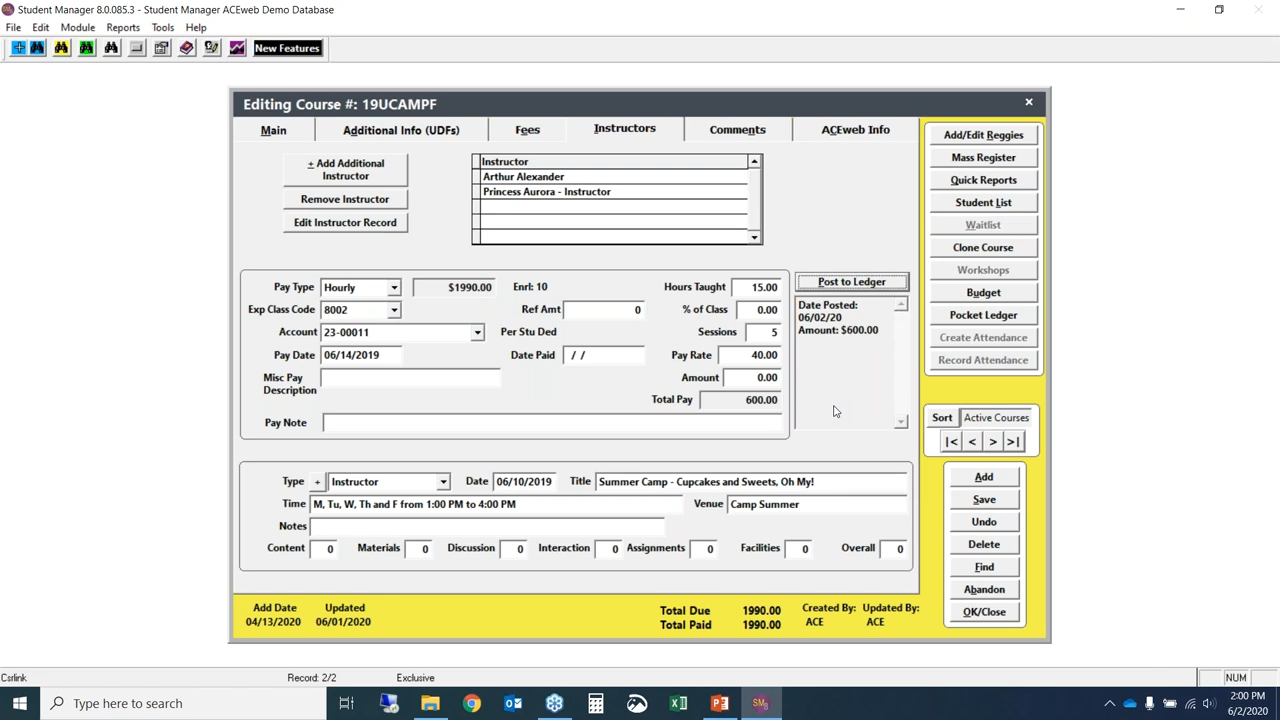 Student Manager 8.0.085.3 - Student Manager ACEweb Demo Database
File Edit Module Reports Tools Help
New Features
Editing Course #: 19UCAMPF
Main Additional Info (UDFs) Fees Instructors Comments ACEweb Info
+ Add Additional
Instructor
Remove Instructor
Edit Instructor Record
Instructor
Arthur Alexander
Princess Aurora - Instructor
Pay Type Hourly $1990.00 Enrl: 10 Hours Taught 15.00
Exp Class Code 8002 Ref Amt 0 % of Class 0.00
Account 23-00011 Per Stu Ded Sessions 5
Pay Date 06/14/2019 Date Paid / / Pay Rate 40.00
Misc Pay
Description
Amount 0.00
Total Pay 600.00
Pay Note
Post to Ledger
Date Posted:
06/02/20
Amount: $600.00
Type + Instructor Date 06/10/2019 Title Summer Camp - Cupcakes and Sweets, Oh My!
Time M, Tu, W, Th and F from 1:00 PM to 4:00 PM Venue Camp Summer
Notes
Content 0 Materials 0 Discussion 0 Interaction 0 Assignments 0 Facilities 0 Overall 0
Add Date Updated
04/13/2020 06/01/2020
Total Due 1990.00
Total Paid 1990.00
Created By: Updated By:
ACE ACE
Add/Edit Reggies
Mass Register
Quick Reports
Student List
Waitlist
Clone Course
Workshops
Budget
Pocket Ledger
Create Attendance
Record Attendance
Sort Active Courses
|< < > >|
Add
Save
Undo
Delete
Find
Abandon
OK/Close
Csrlink Record: 2/2 Exclusive NUM
Type here to search
2:00 PM
6/2/2020